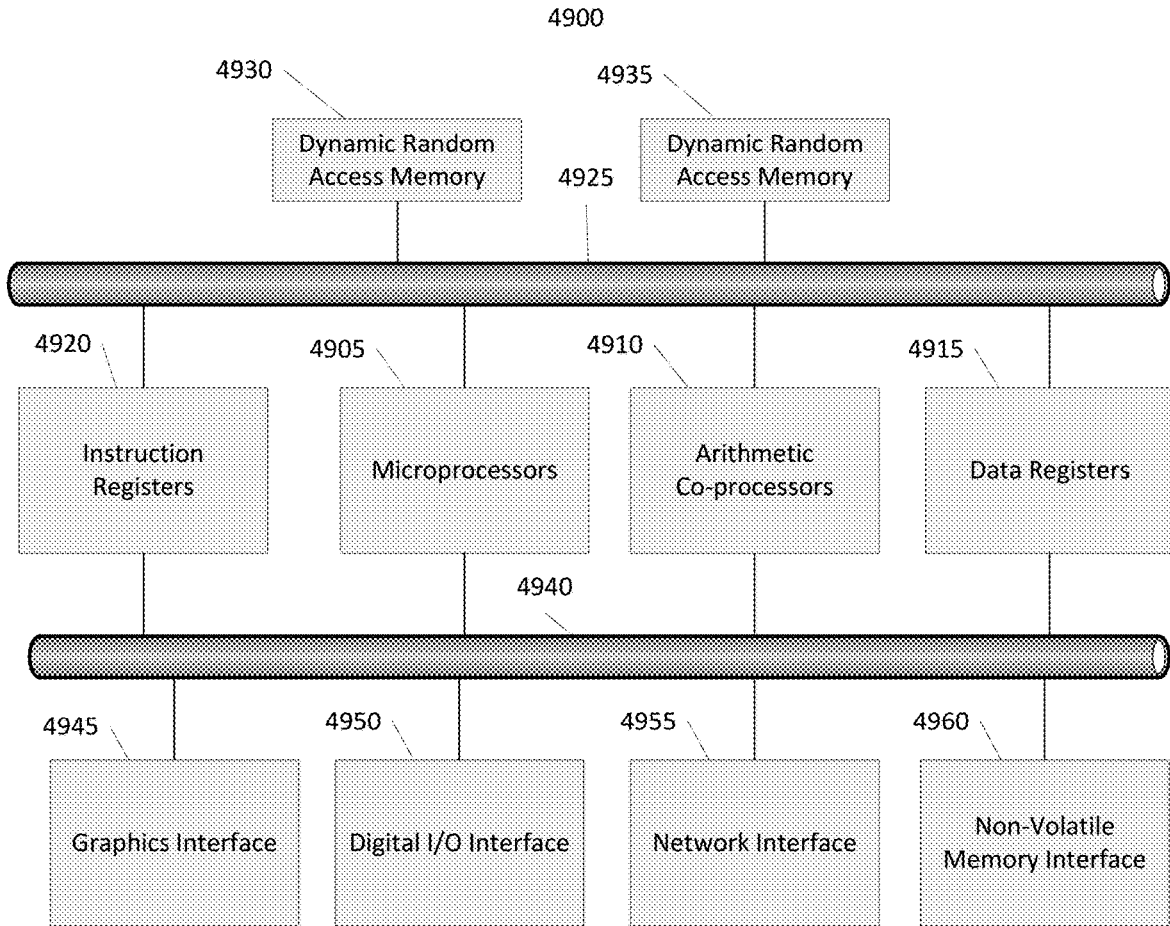 4900
4930
4935
Dynamic Random
Access Memory
Dynamic Random
Access Memory
4925
4920
4905
4910
4915
Instruction
Registers
Microprocessors
Arithmetic
Co-processors
Data Registers
4940
4945
4950
4955
4960
Graphics Interface
Digital I/O Interface
Network Interface
Non-Volatile
Memory Interface